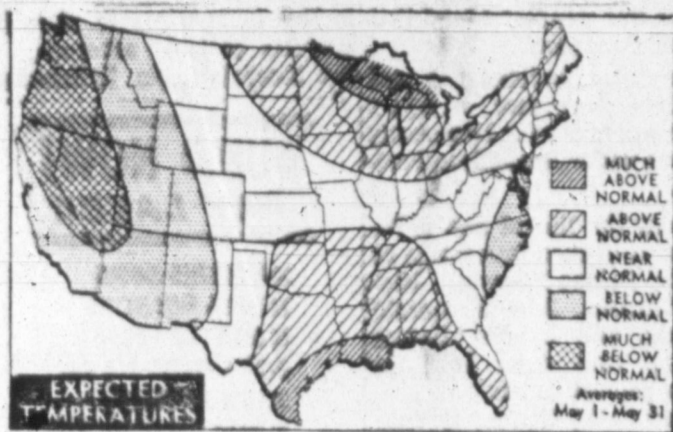 MUCH
ABOVE
NORMAL
ABOVE
NORMAL
NEAR
NORMAL
BELOW
NORMAL
MUCH
BELOW
NORMAL
Averages:
May 1 - May 31
EXPECTED
TEMPERATURES